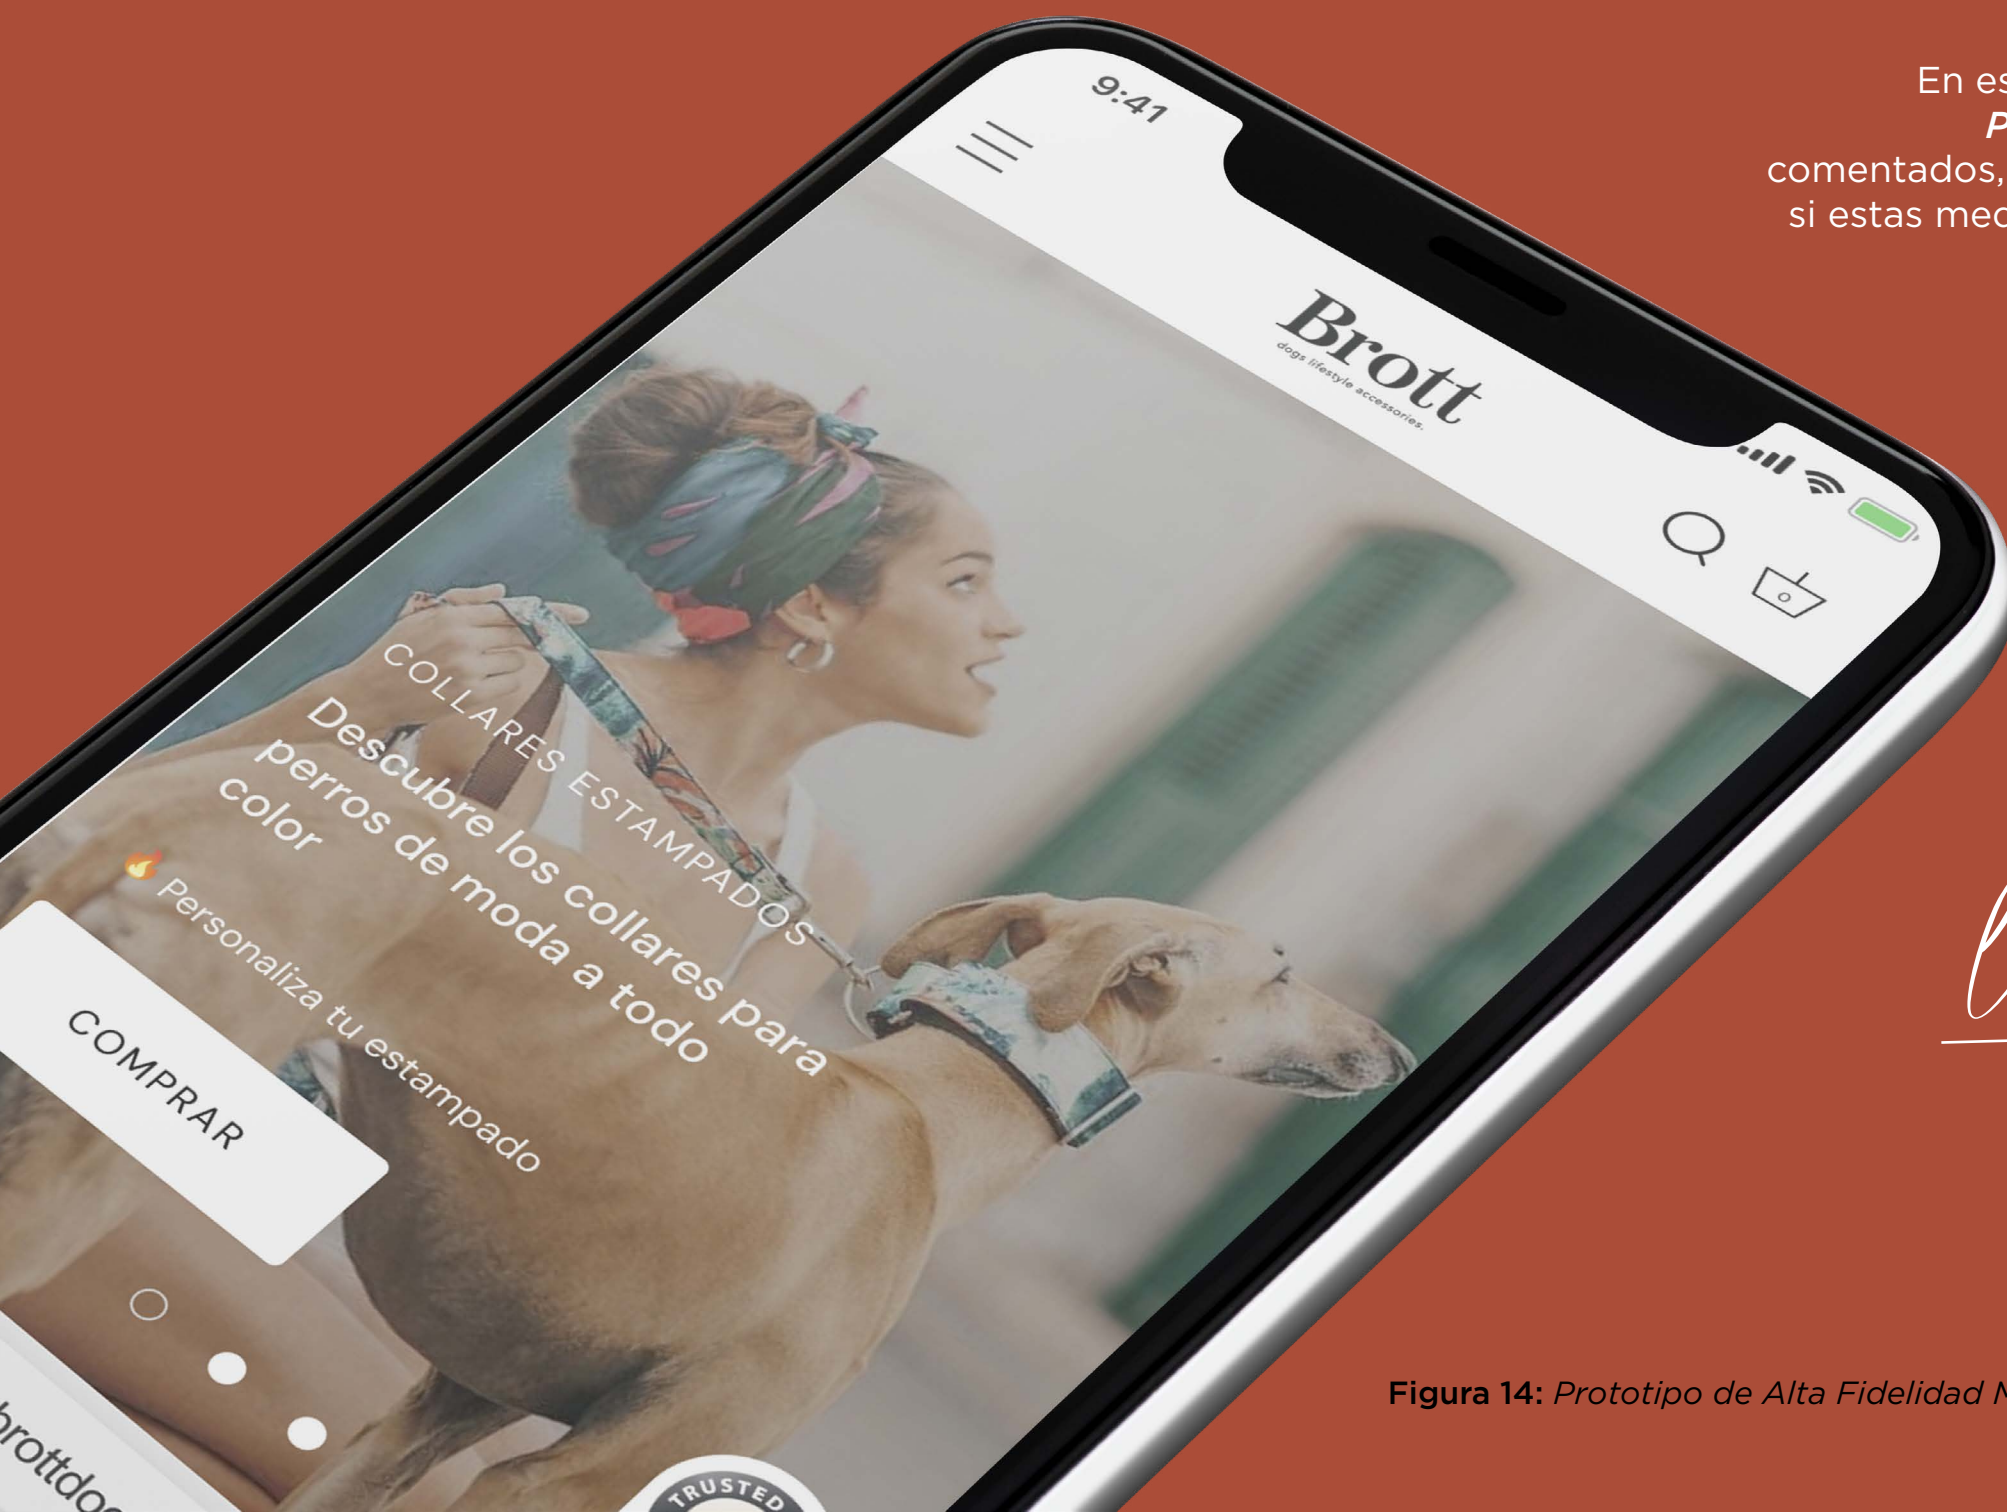 En es
P
comentados,
si estas med
9:41
Brott
dogs lifestyle accessories.
COLLARES ESTAMPADOS
Descubre los collares para
perros de moda a todo
color
Personaliza tu estampado
COMPRAR
brottdog
TRUSTED
Figura 14: Prototipo de Alta Fidelidad M